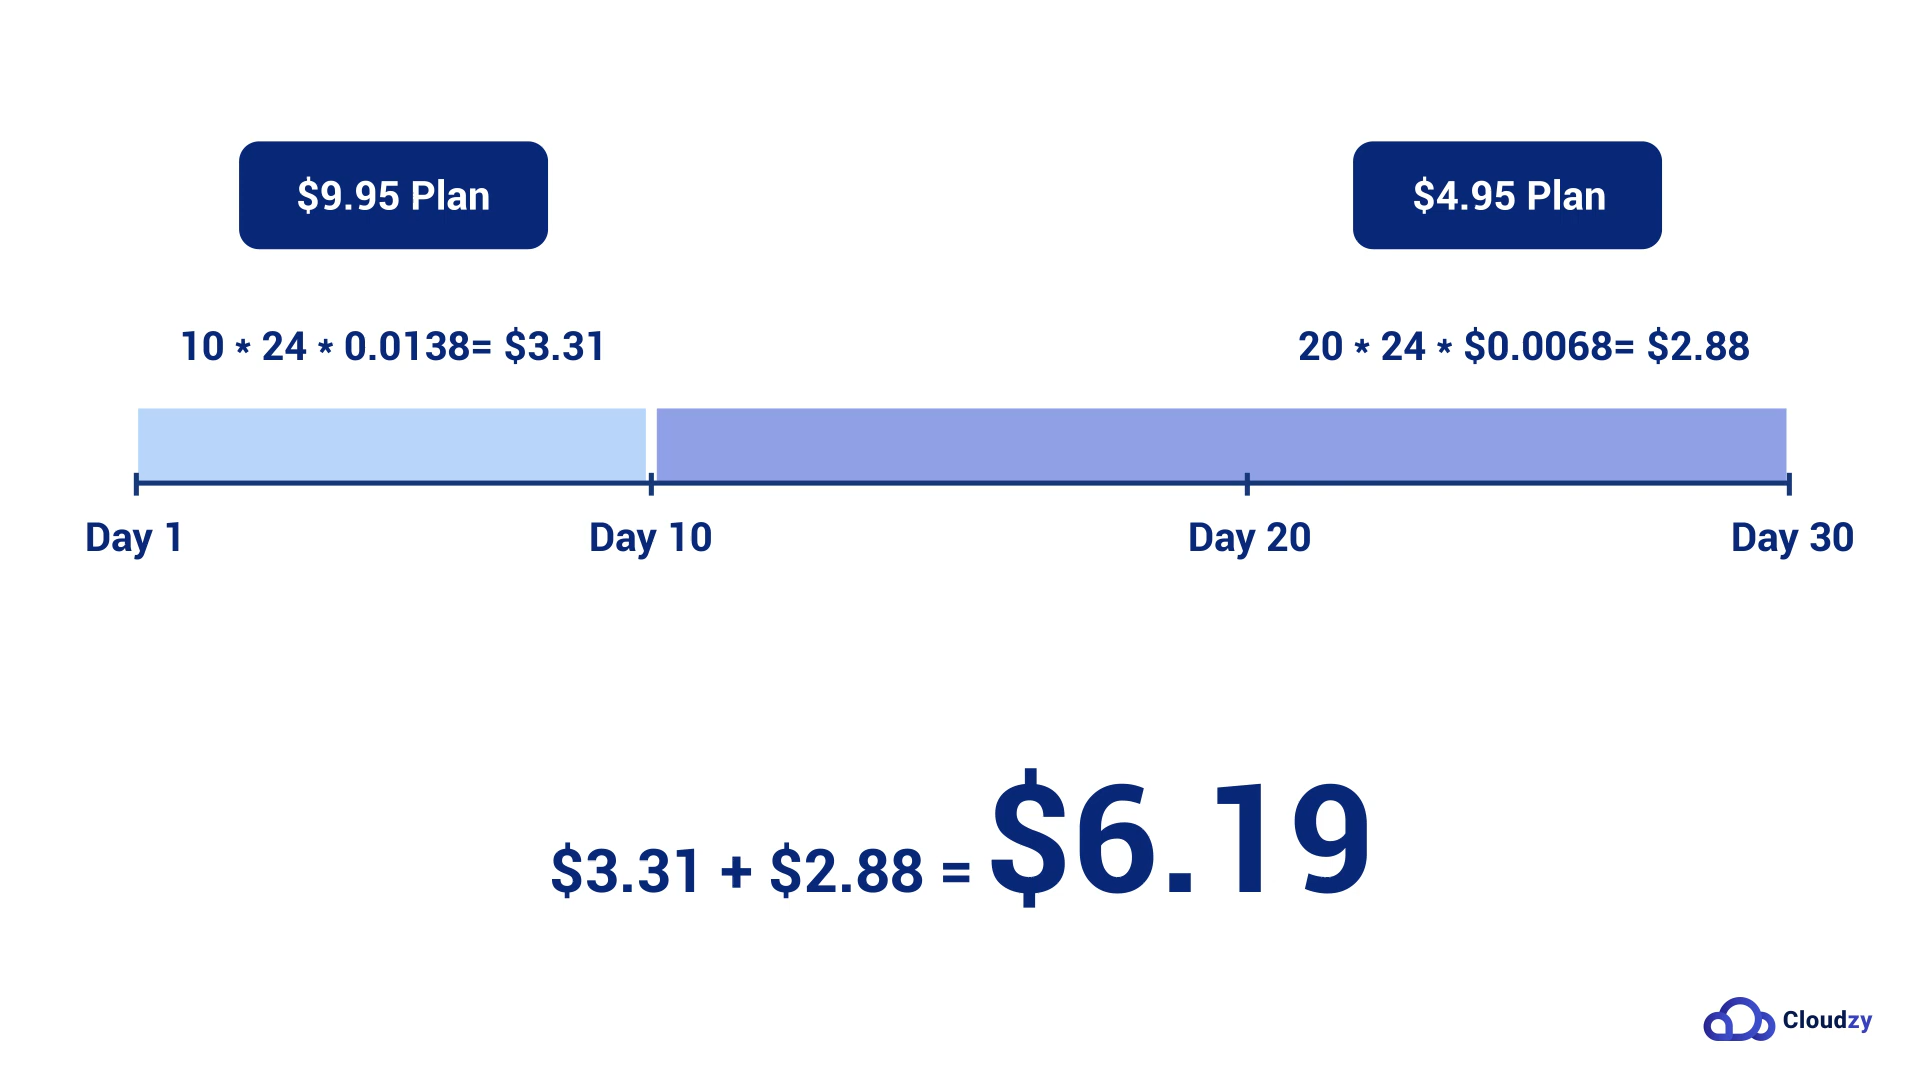 $9.95 Plan
$4.95 Plan
10 * 24 * 0.0138= $3.31
20 * 24 * $0.0068= $2.88
Day 1
Day 10
Day 20
Day 30
$3.31 + $2.88 = $6.19
Cloudzy